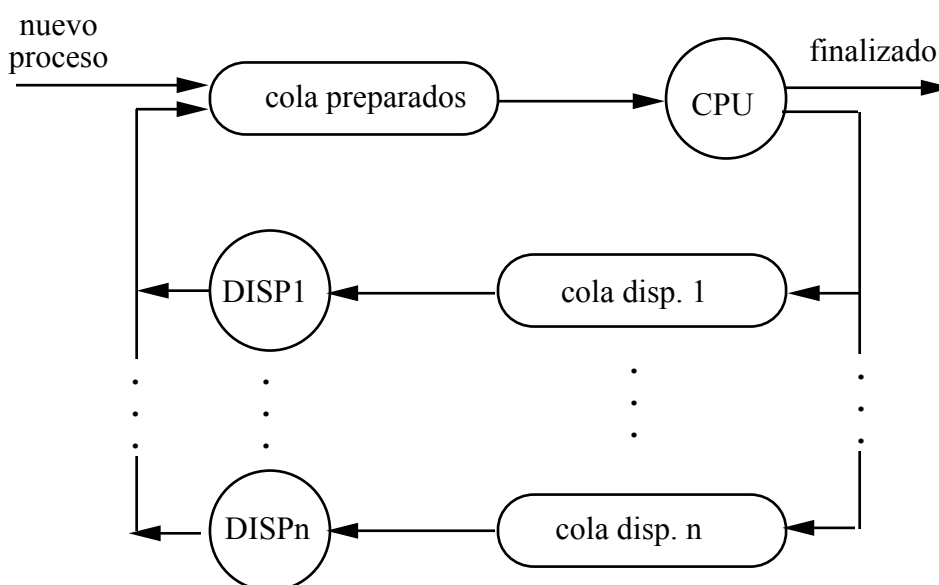 nuevo
proceso
finalizado
cola preparados
CPU
DISP1
cola disp. 1
DISPn
cola disp. n